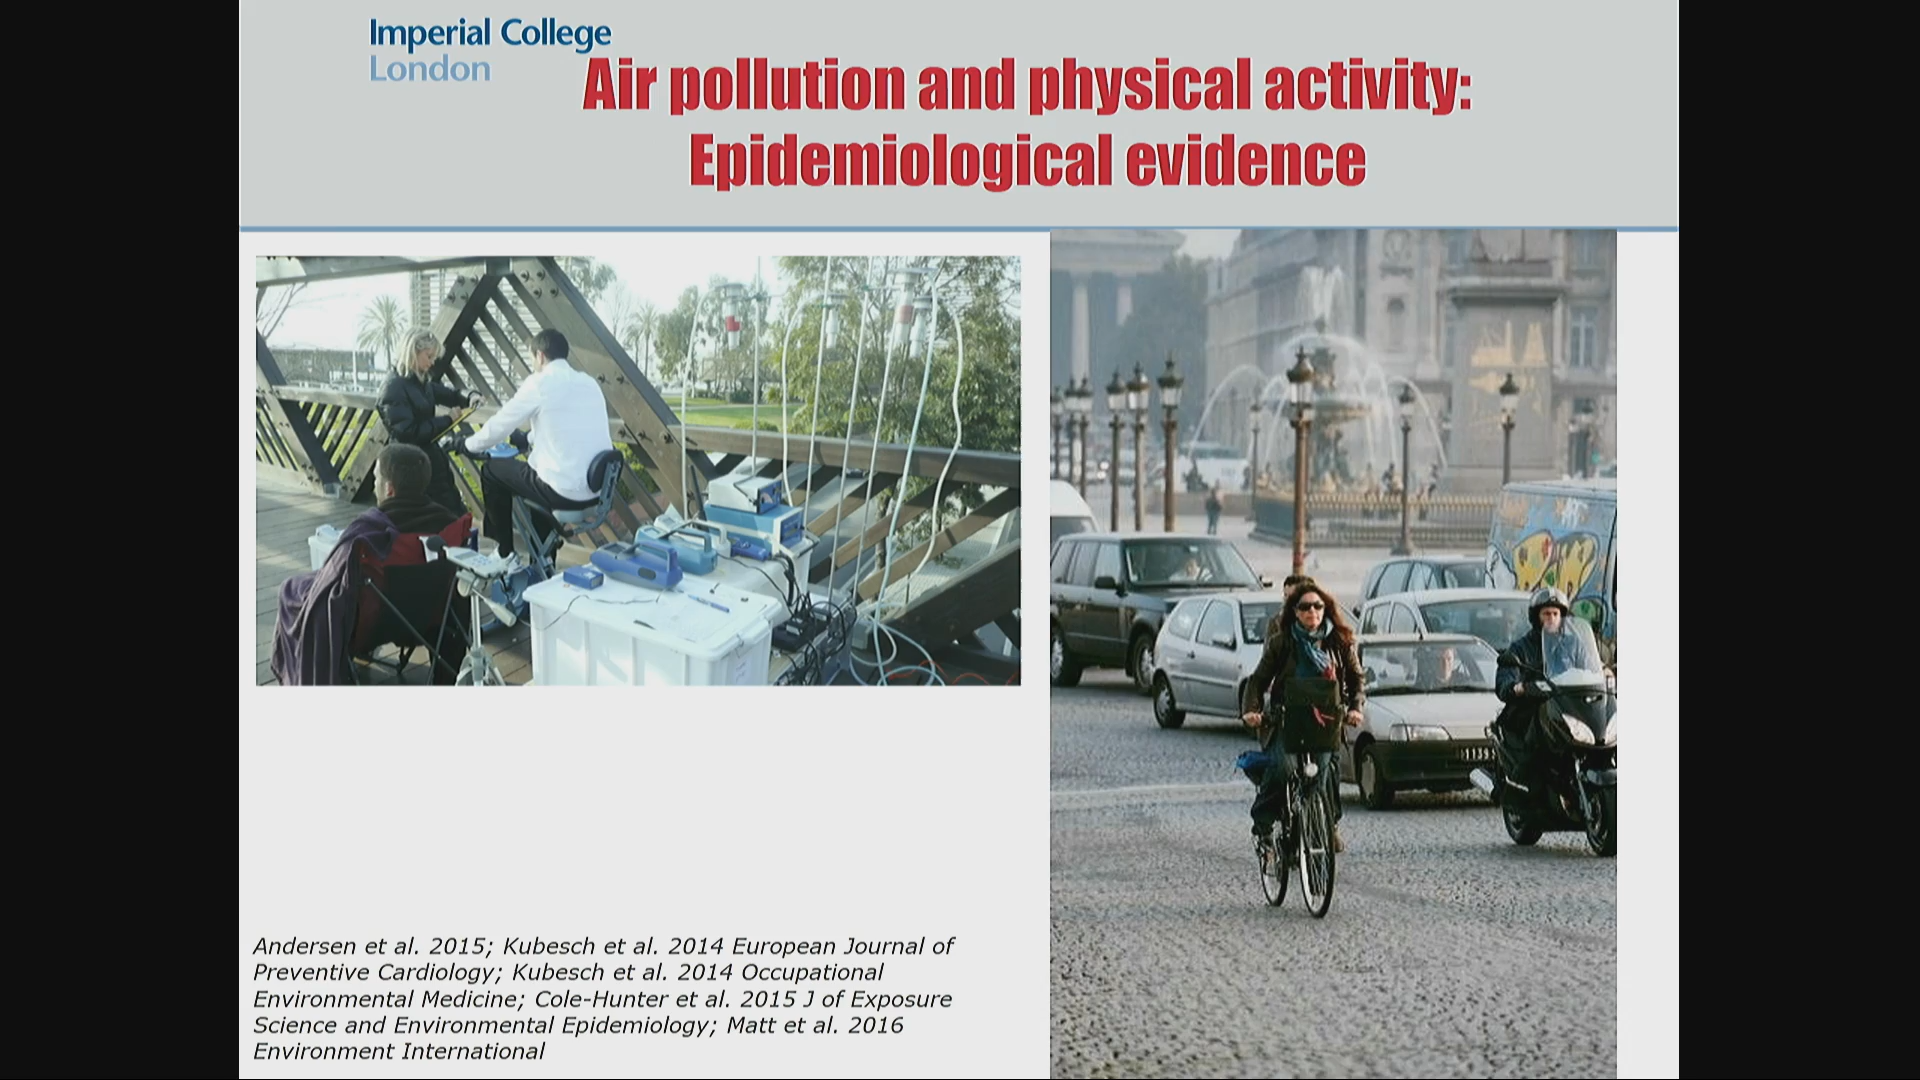 Imperial College
London
Air pollution and physical activity:
Epidemiological evidence
Andersen et al. 2015; Kubesch et al. 2014 European Journal of
Preventive Cardiology; Kubesch et al. 2014 Occupational
Environmental Medicine; Cole-Hunter et al. 2015 J of Exposure
Science and Environmental Epidemiology; Matt et al. 2016
Environment International